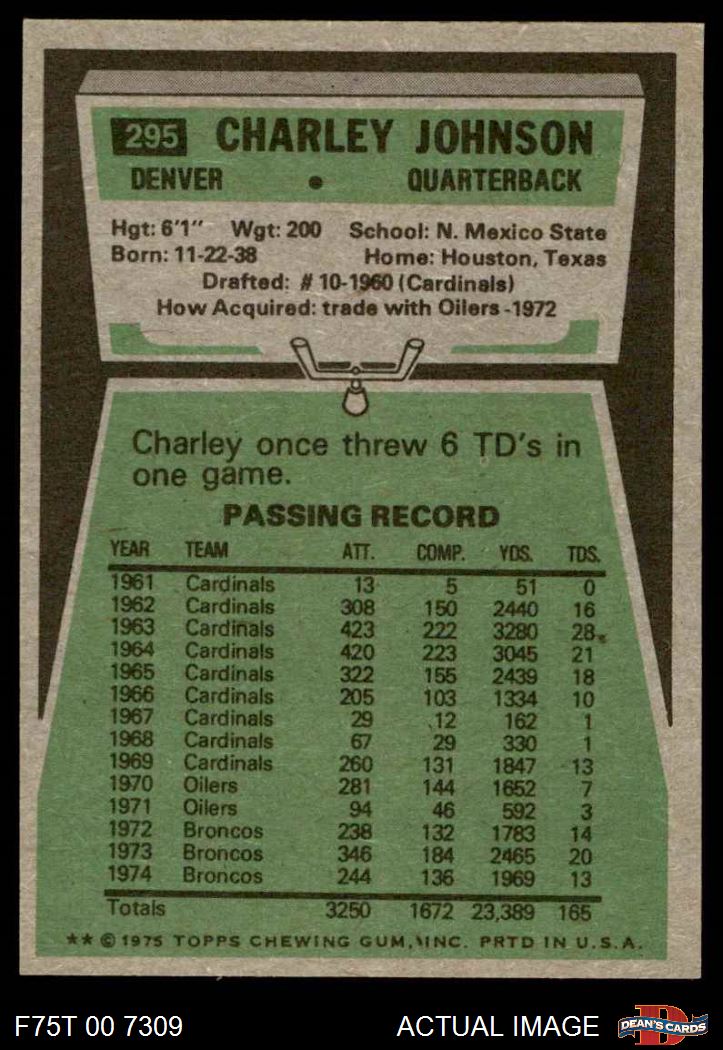 295 CHARLEY JOHNSON
DENVER • QUARTERBACK
Hgt: 6'1" Wgt: 200 School: N. Mexico State
Born: 11-22-38 Home: Houston, Texas
Drafted: # 10-1960 (Cardinals)
How Acquired: trade with Oilers -1972
Charley once threw 6 TD's in
one game.
PASSING RECORD
YEAR TEAM ATT. COMP. YDS. TDS.
1961 Cardinals 13 5 51 0
1962 Cardinals 308 150 2440 16
1963 Cardinals 423 222 3280 28
1964 Cardinals 420 223 3045 21
1965 Cardinals 322 155 2439 18
1966 Cardinals 205 103 1334 10
1967 Cardinals 29 12 162 1
1968 Cardinals 67 29 330 1
1969 Cardinals 260 131 1847 13
1970 Oilers 281 144 1652 7
1971 Oilers 94 46 592 3
1972 Broncos 238 132 1783 14
1973 Broncos 346 184 2465 20
1974 Broncos 244 136 1969 13
Totals 3250 1672 23,389 165
** © 1975 TOPPS CHEWING GUM, INC. PRTD IN U.S.A.
F75T 00 7309 ACTUAL IMAGE D DEAN'S CARDS